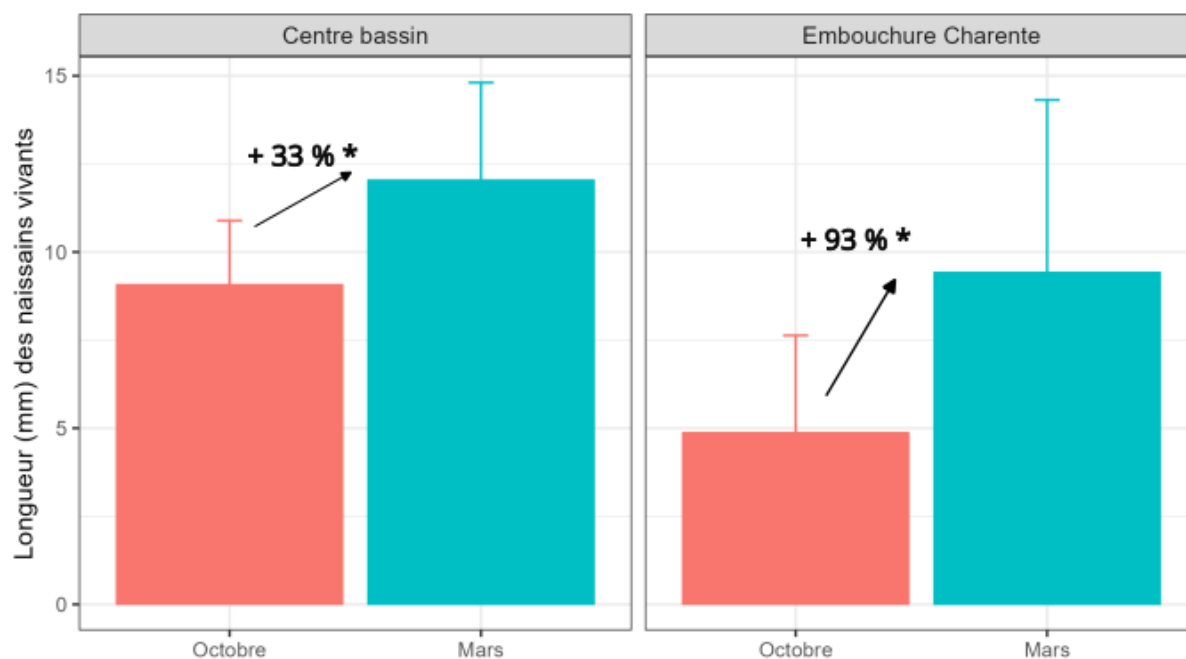 Centre bassin
Embouchure Charente
Longueur (mm) des naissains vivants
15
10
5
0
+ 33 % *
+ 93 % *
Octobre
Mars
Octobre
Mars